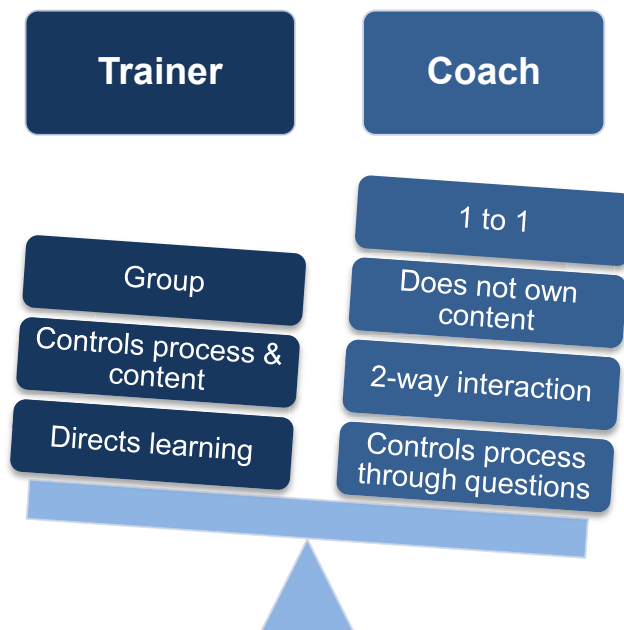 Trainer
Coach
Group
Controls process &
content
Directs learning
1 to 1
Does not own
content
2-way interaction
Controls process
through questions